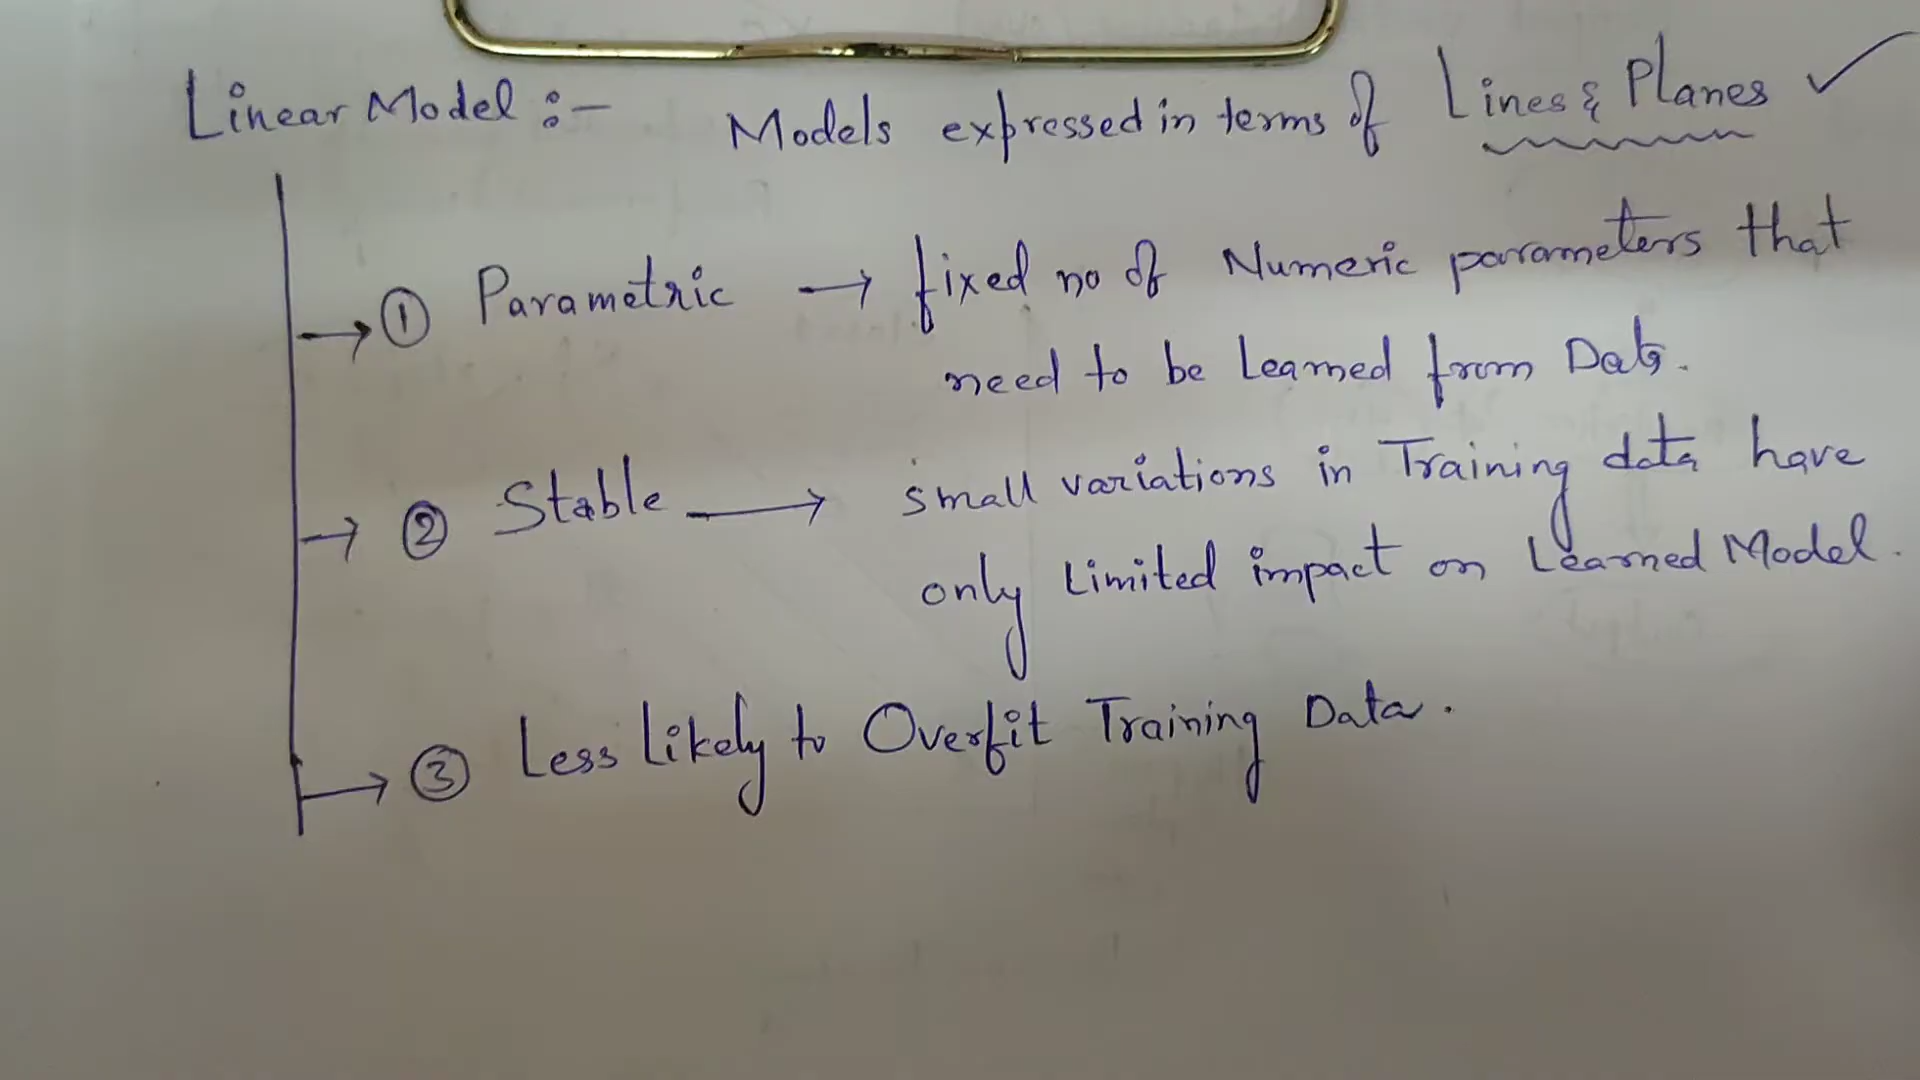 Linear Model :- Models expressed in terms of Lines & Planes ✓
→ ① Parametric → fixed no of Numeric parameters that
need to be Learned from Data.
→ ② Stable → small variations in Training data have
only Limited impact on Learned Model.
→ ③ Less Likely to Overfit Training Data.